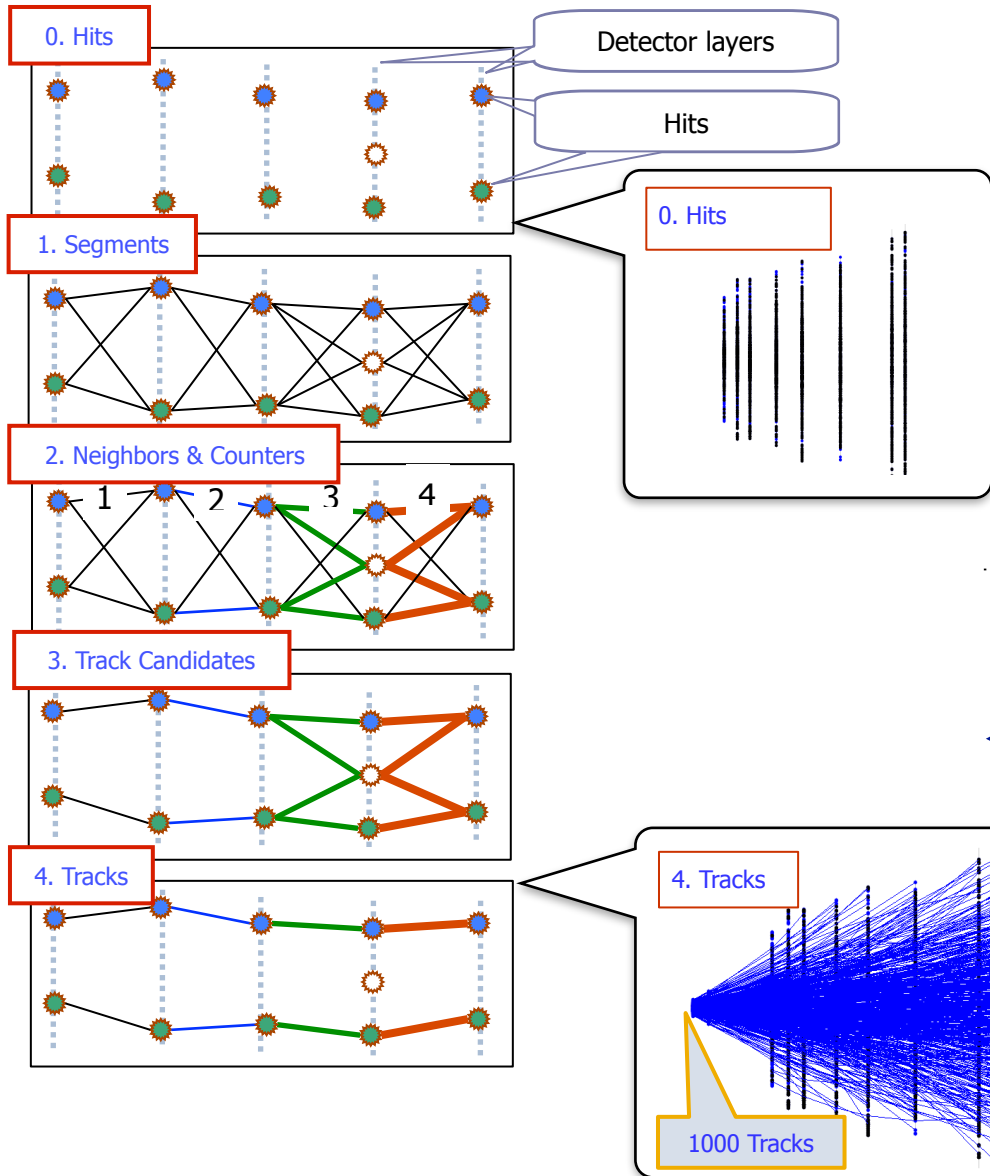 0. Hits
Detector layers
Hits
0. Hits
1. Segments
2. Neighbors & Counters
1 2 3 4
3. Track Candidates
4. Tracks
4. Tracks
1000 Tracks